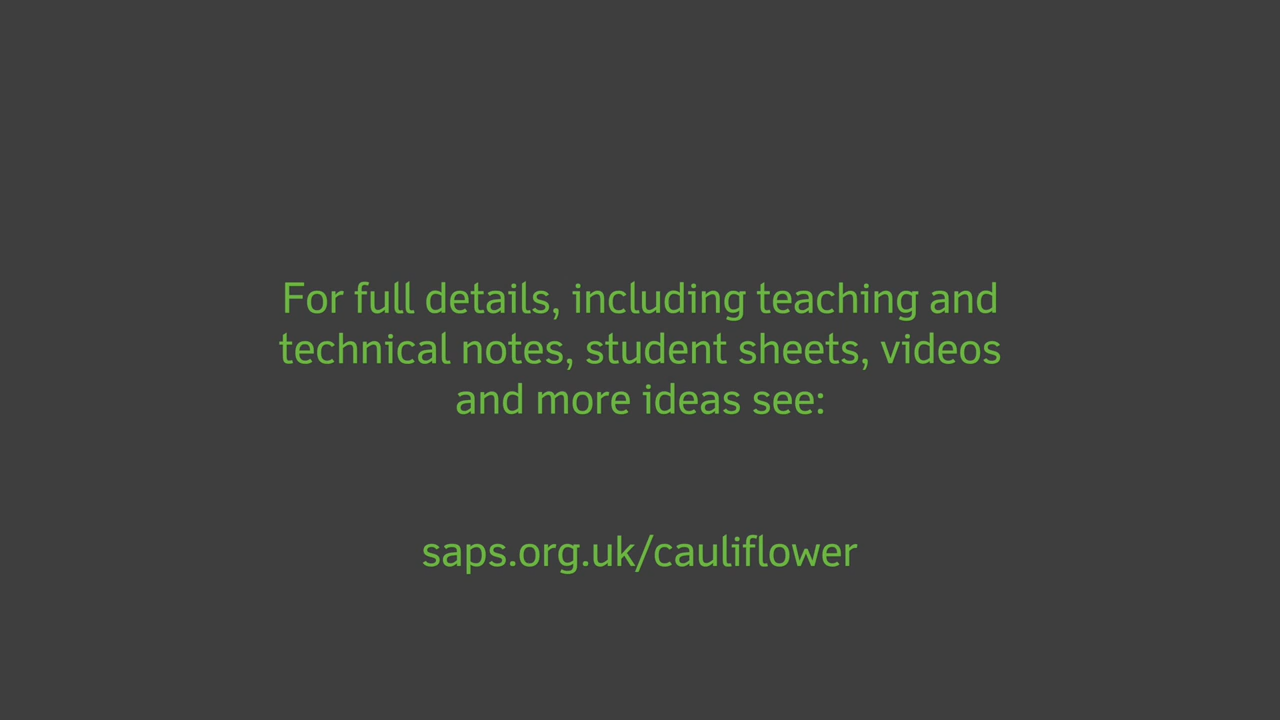 For full details, including teaching and
technical notes, student sheets, videos
and more ideas see:
saps.org.uk/cauliflower